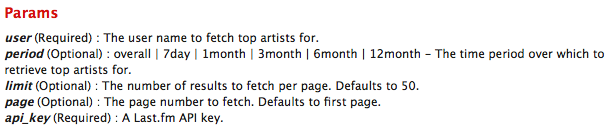 Params
user (Required) : The user name to fetch top artists for.
period (Optional) : overall | 7day | 1month | 3month | 6month | 12month - The time period over which to
retrieve top artists for.
limit (Optional) : The number of results to fetch per page. Defaults to 50.
page (Optional) : The page number to fetch. Defaults to first page.
api_key (Required) : A Last.fm API key.